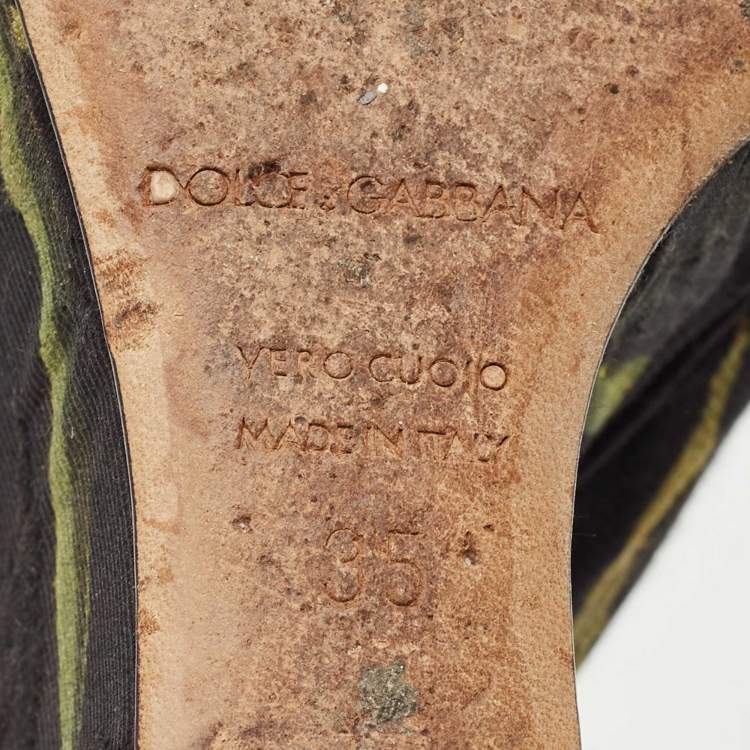 DOLCE & GABBANA
VERO CUOIO
MADE IN ITALY
35